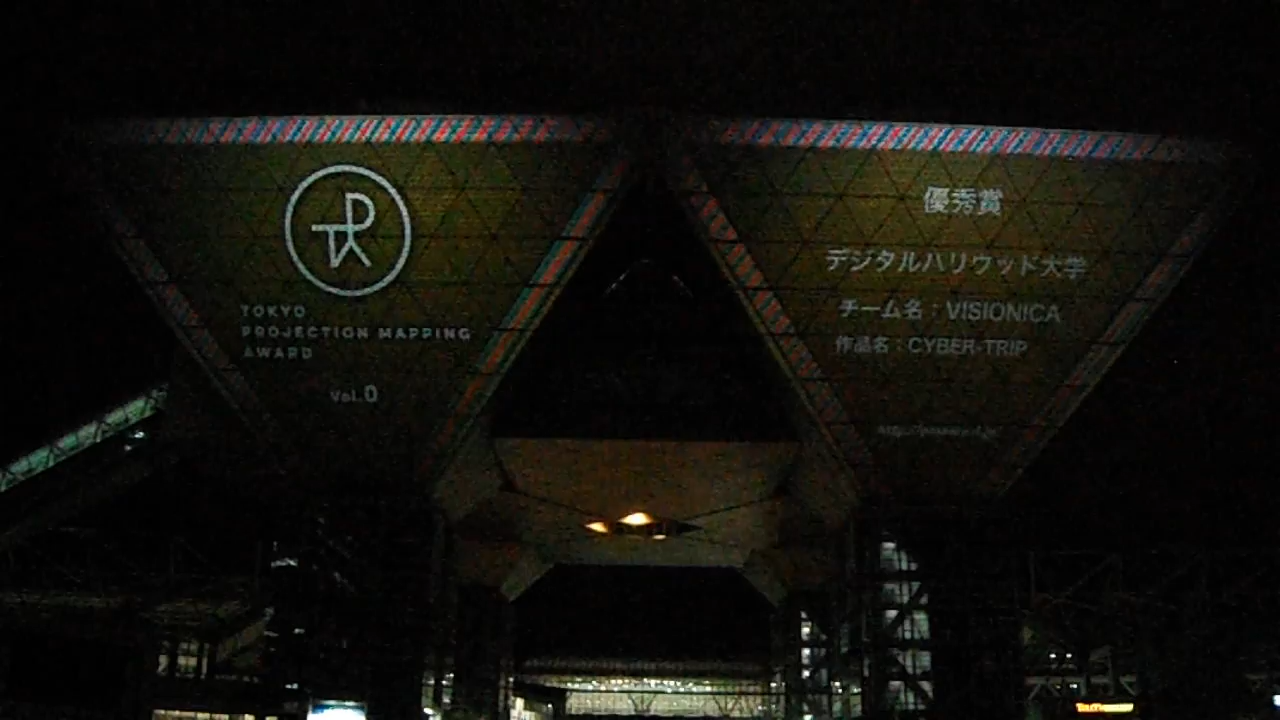 TOKYO
PROJECTION MAPPING
AWARD
VOL.0
優秀賞
デジタルハリウッド大学
チーム名：VISIONICA
作品名：CYBER-TRIP